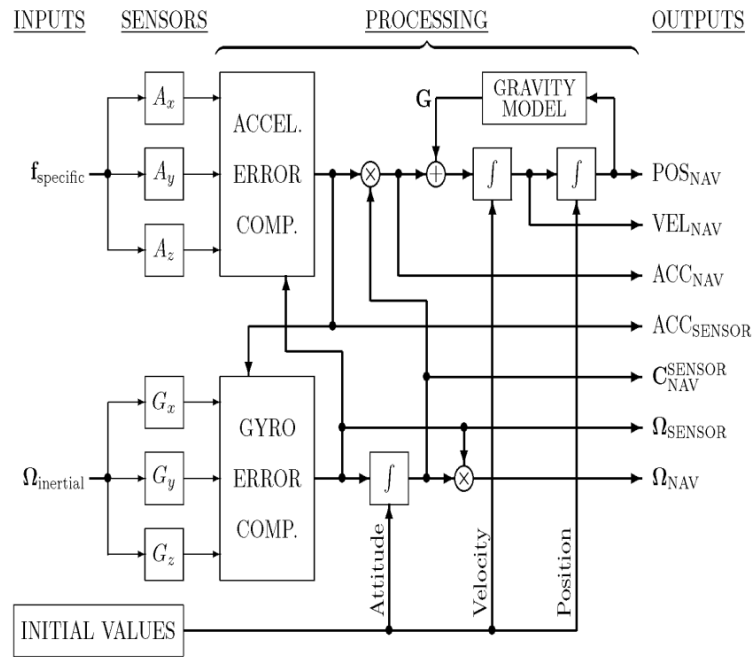 INPUTS SENSORS PROCESSING OUTPUTS
A_x
A_y
A_z
f_specific
ACCEL.
ERROR
COMP.
×
G
GRAVITY
MODEL
+
∫
∫
POS_NAV
VEL_NAV
ACC_NAV
ACC_SENSOR
C_NAV^SENSOR
Ω_SENSOR
Ω_NAV
G_x
G_y
G_z
Ω_inertial
GYRO
ERROR
COMP.
∫
×
Attitude
Velocity
Position
INITIAL VALUES